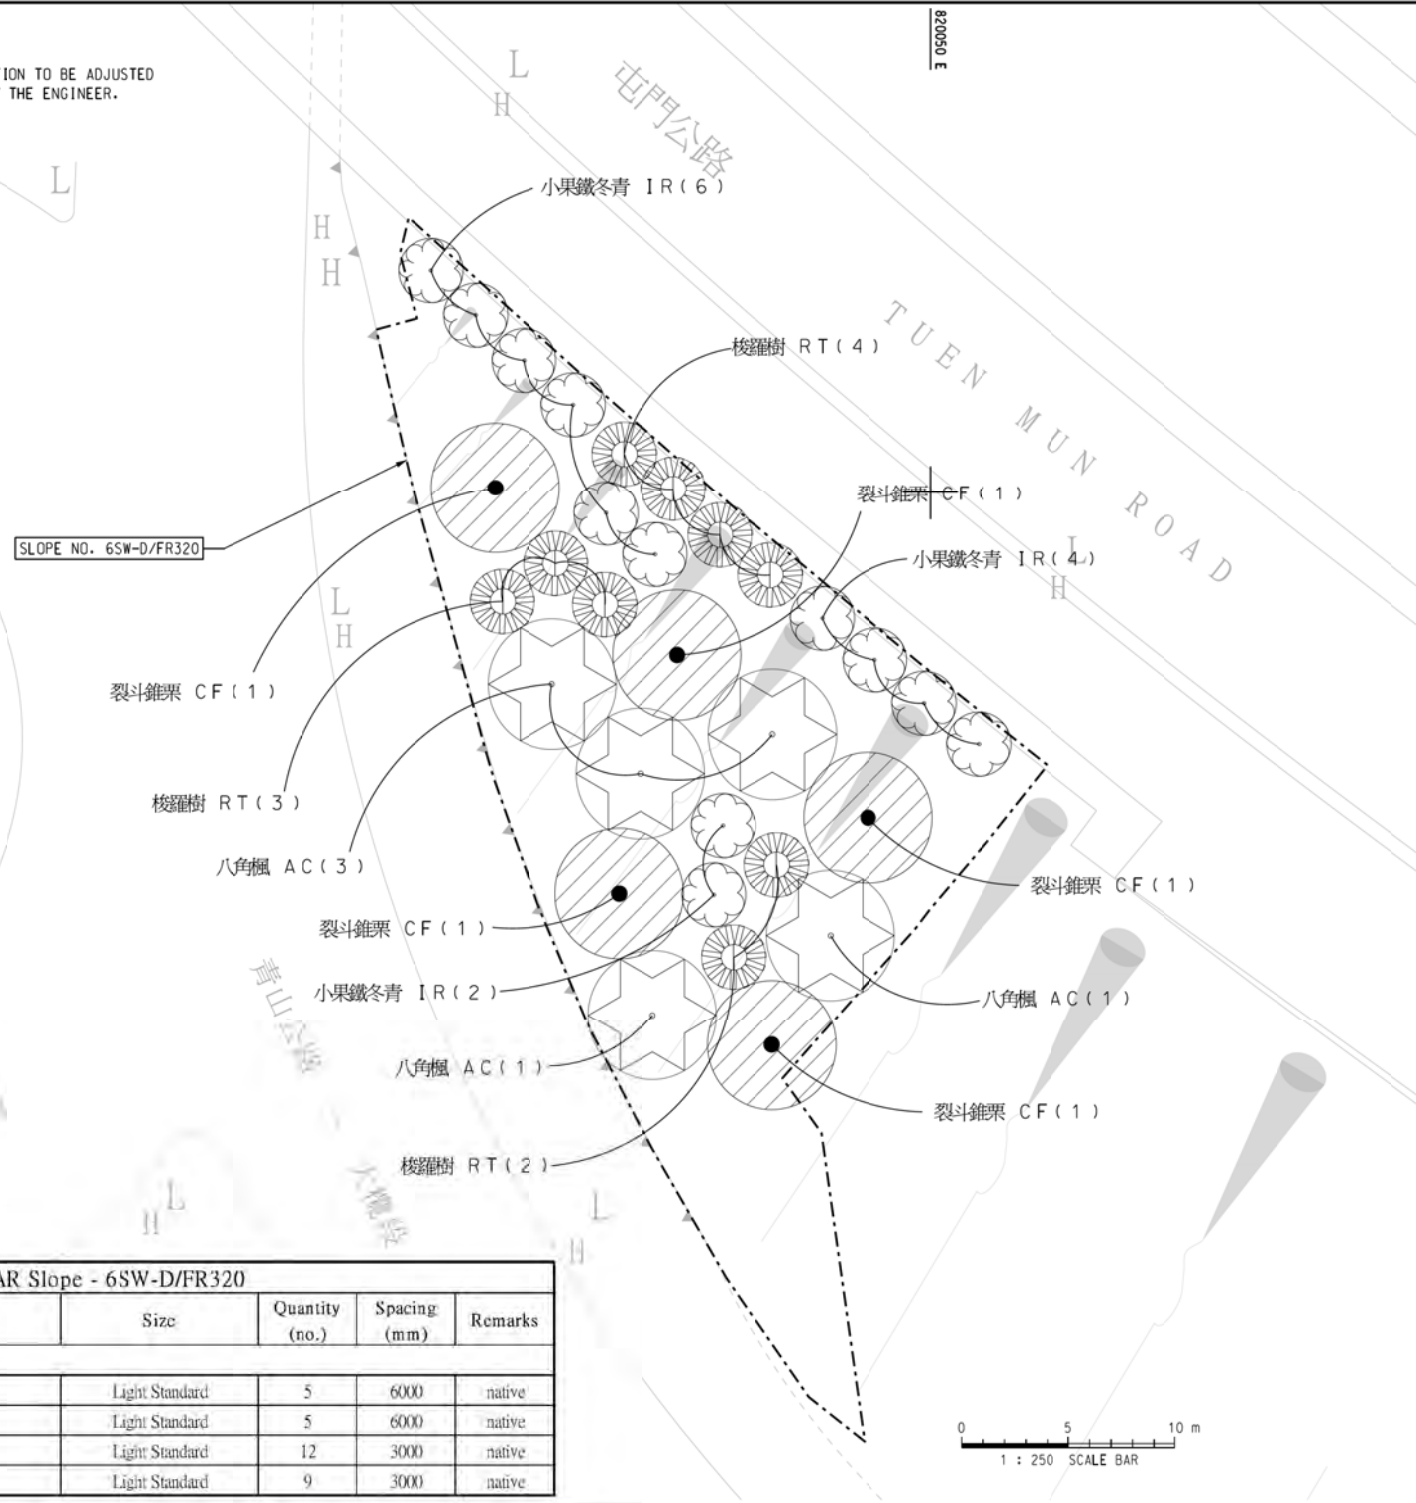 820050 E
TION TO BE ADJUSTED
THE ENGINEER.
L
H
屯門公路
L
小果鐵冬青 IR(6)
H
H
TUEN MUN ROAD
梭羅樹 RT(4)
裂斗錐栗 CF(1)
SLOPE NO. 6SW-D/FR320
小果鐵冬青 IR(4)
L
H
L
H
裂斗錐栗 CF(1)
梭羅樹 RT(3)
八角楓 AC(3)
裂斗錐栗 CF(1)
裂斗錐栗 CF(1)
青山公路
小果鐵冬青 IR(2)
八角楓 AC(1)
八角楓 AC(1)
裂斗錐栗 CF(1)
梭羅樹 RT(2)
大欖段
L
H
L
H
AR Slope - 6SW-D/FR320
Size Quantity (no.) Spacing (mm) Remarks
Light Standard 5 6000 native
Light Standard 5 6000 native
Light Standard 12 3000 native
Light Standard 9 3000 native
0 5 10 m
1 : 250 SCALE BAR